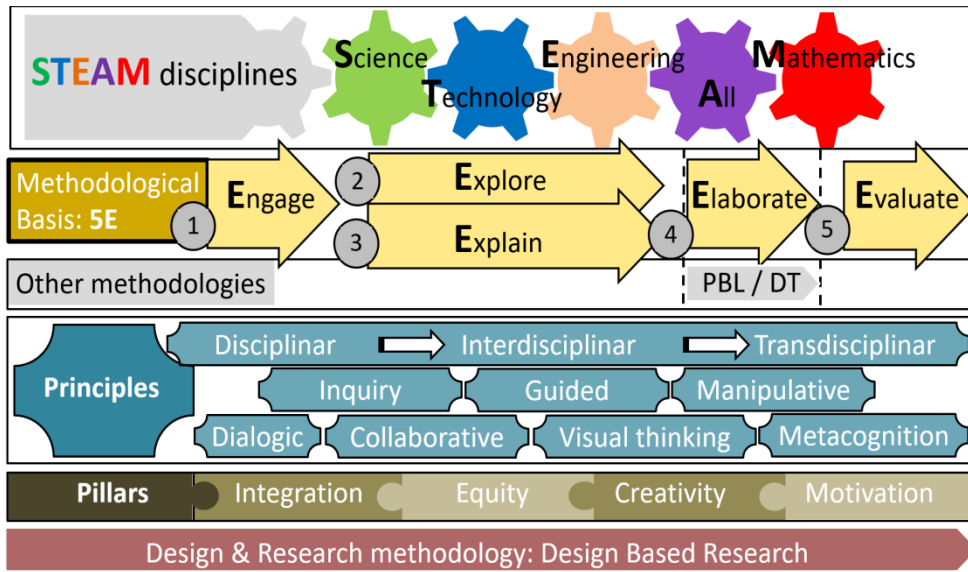 STEAM disciplines
Science
Technology
Engineering
All
Mathematics
Methodological
Basis: 5E
1
Engage
2
Explore
3
Explain
4
Elaborate
5
Evaluate
Other methodologies
PBL / DT
Principles
Disciplinar
Interdisciplinar
Transdisciplinar
Inquiry
Guided
Manipulative
Dialogic
Collaborative
Visual thinking
Metacognition
Pillars
Integration
Equity
Creativity
Motivation
Design & Research methodology: Design Based Research